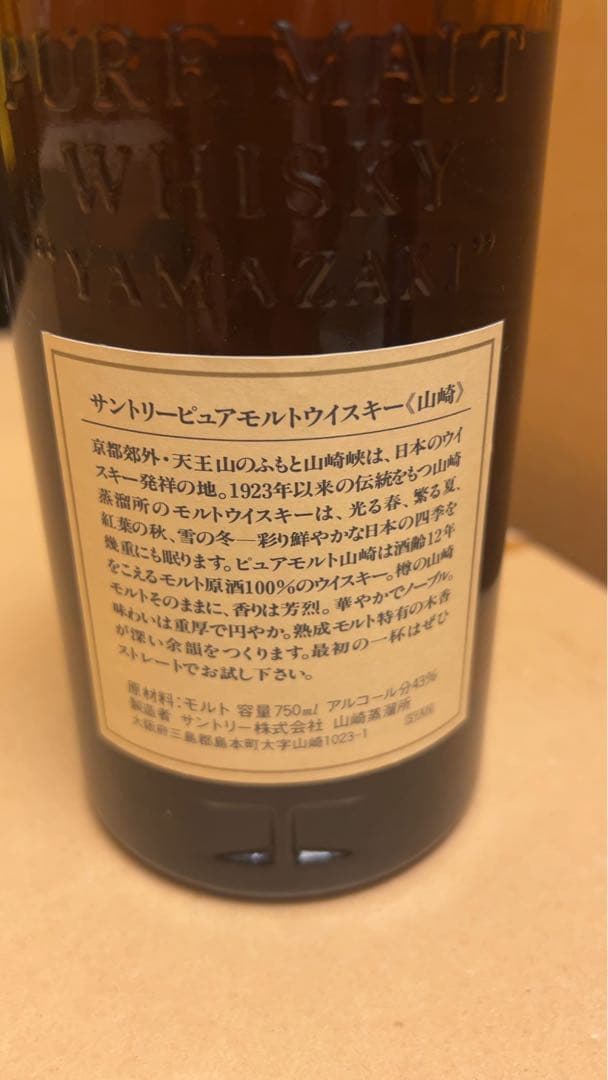 PURE MALT
WHISKY
"YAMAZAKI"
サントリーピュアモルトウイスキー《山崎》
京都郊外・天王山のふもと山崎峡は、日本のウイ
スキー発祥の地。1923年以来の伝統をもつ山崎
蒸溜所のモルトウイスキーは、光る春、繁る夏、
紅葉の秋、雪の冬―彩り鮮やかな日本の四季を
幾重にも眠ります。ピュアモルト山崎は酒齢12年
をこえるモルト原酒100%のウイスキー。樽の山崎
モルトそのままに、香りは芳烈。華やかでノーブル。
味わいは重厚で円やか。熟成モルト特有の木香
が深い余韻をつくります。最初の一杯はぜひ
ストレートでお試し下さい。
原材料:モルト 容量750ml アルコール分43%
製造者 サントリー株式会社 山崎蒸溜所
大阪府三島郡島本町大字山崎1023-1